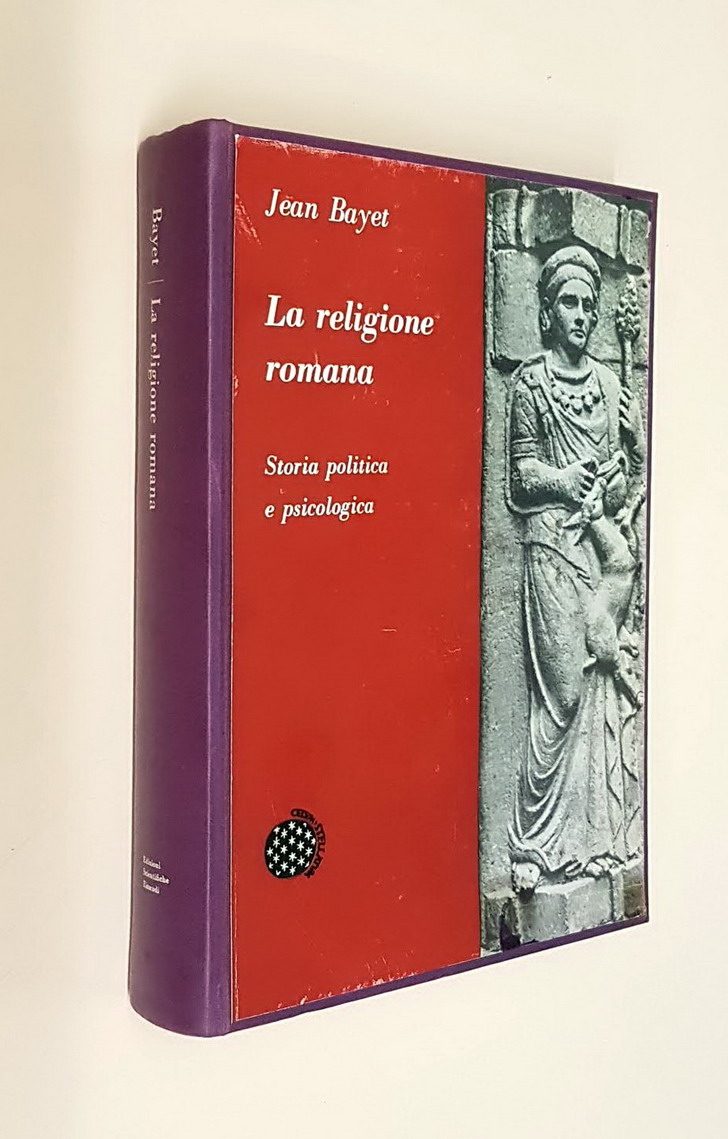 Jean Bayet
La religione
romana
Storia politica
e psicologica
Bayet | La religione romana
Edizioni
Scientifiche
Einaudi